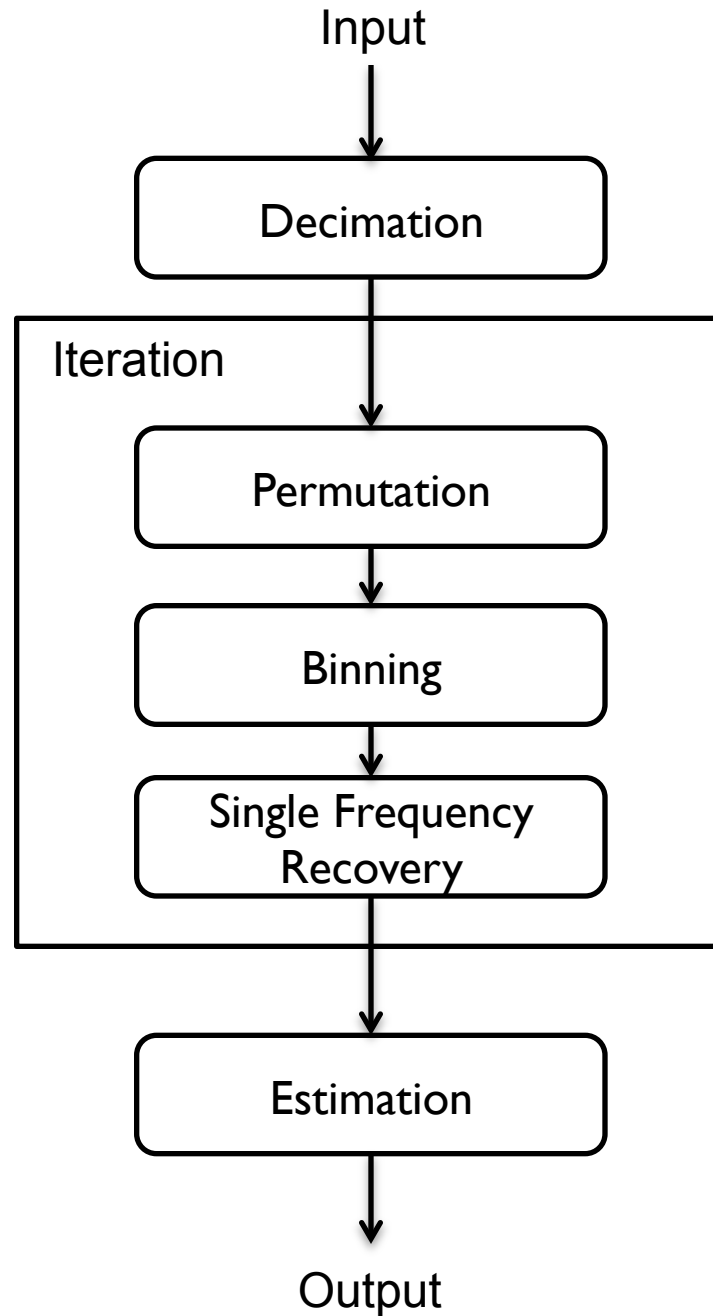 Input
Decimation
Iteration
Permutation
Binning
Single Frequency
Recovery
Estimation
Output